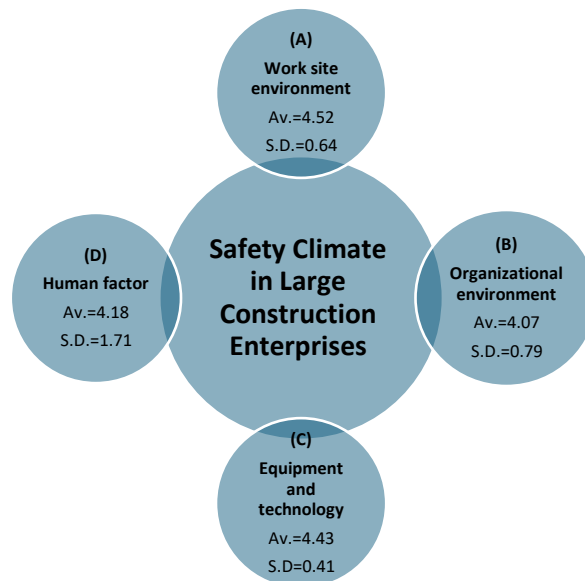 (A)
Work site
environment
Av.=4.52
S.D.=0.64
(D)
Human factor
Av.=4.18
S.D.=1.71
Safety Climate
in Large
Construction
Enterprises
(B)
Organizational
environment
Av.=4.07
S.D.=0.79
(C)
Equipment
and
technology
Av.=4.43
S.D=0.41